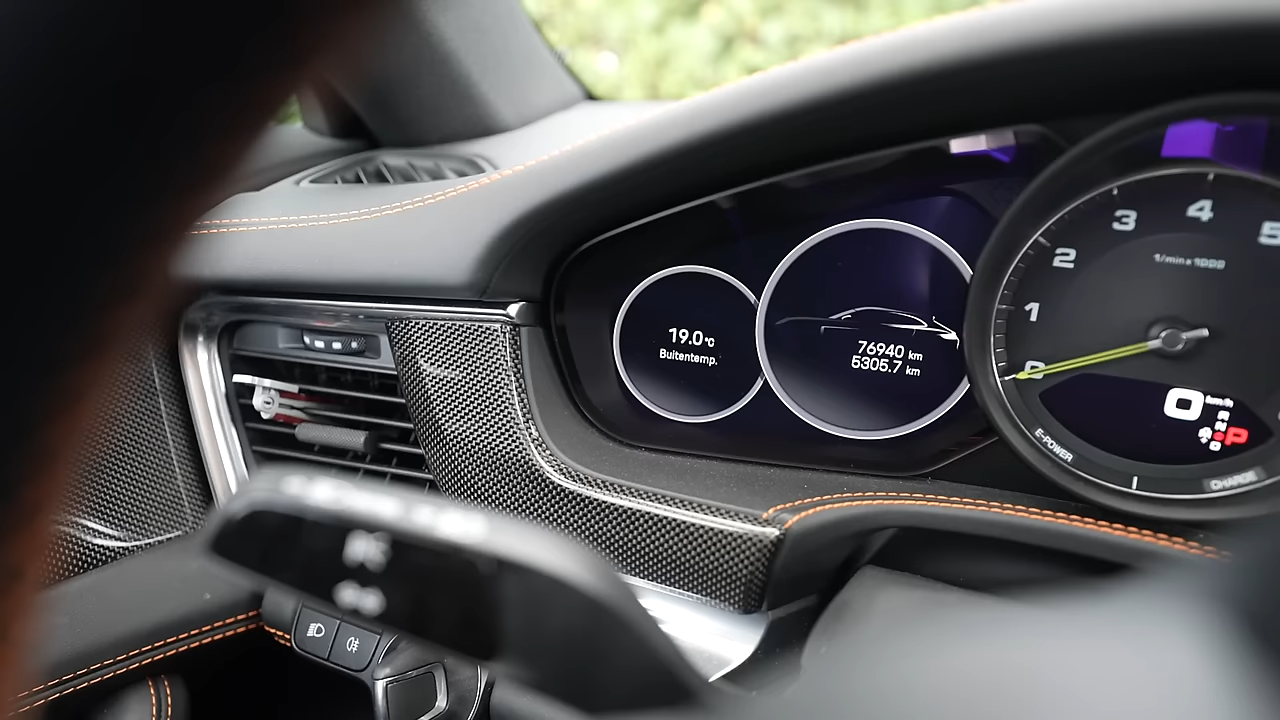 19.0°C
Buitentemp.
76940 km
5305.7 km
0
1
2
3
4
5
1/min x 1000
0 km/h
R
N
P
D
E-POWER
CHARGE